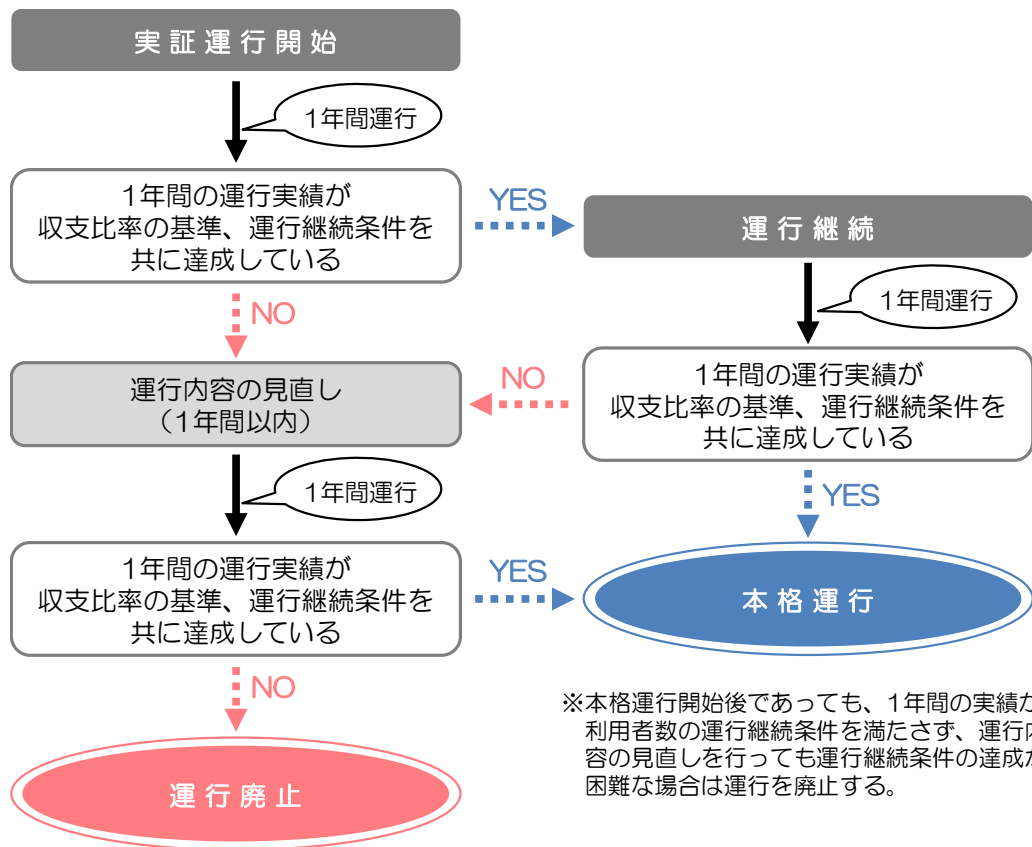 実証運行開始
1年間運行
1年間の運行実績が
収支比率の基準、運行継続条件を
共に達成している
YES
NO
運行継続
1年間運行
1年間の運行実績が
収支比率の基準、運行継続条件を
共に達成している
NO
YES
運行内容の見直し
（1年間以内）
1年間運行
1年間の運行実績が
収支比率の基準、運行継続条件を
共に達成している
YES
NO
本格運行
運行廃止
※本格運行開始後であっても、1年間の実績が
利用者数の運行継続条件を満たさず、運行内
容の見直しを行っても運行継続条件の達成が
困難な場合は運行を廃止する。